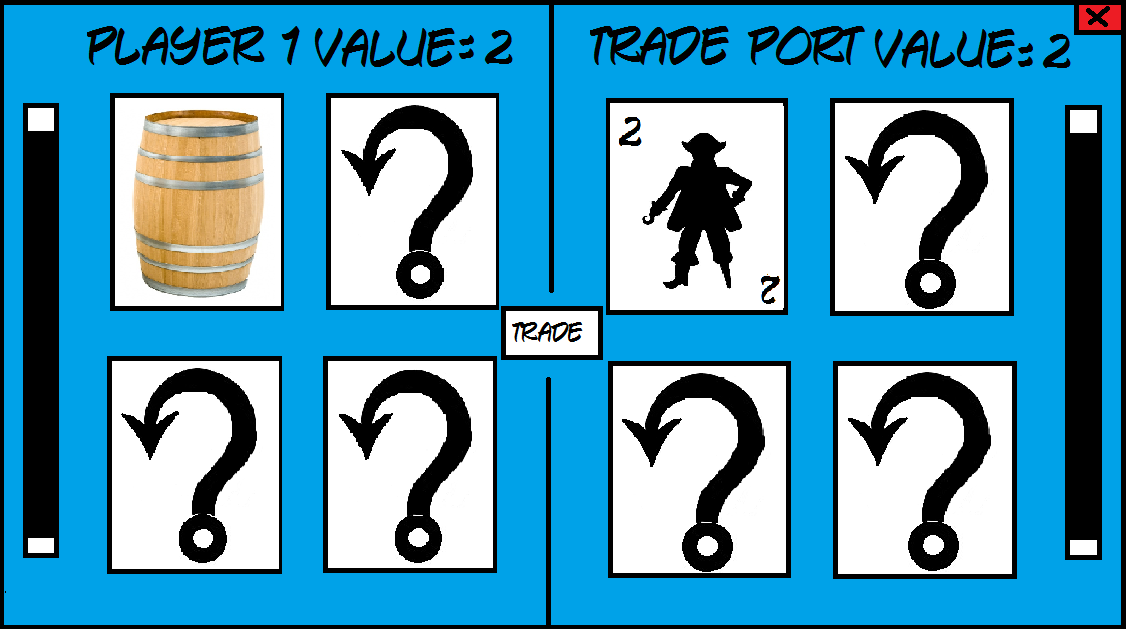 PLAYER 1 VALUE: 2
TRADE PORT VALUE: 2
2
2
TRADE